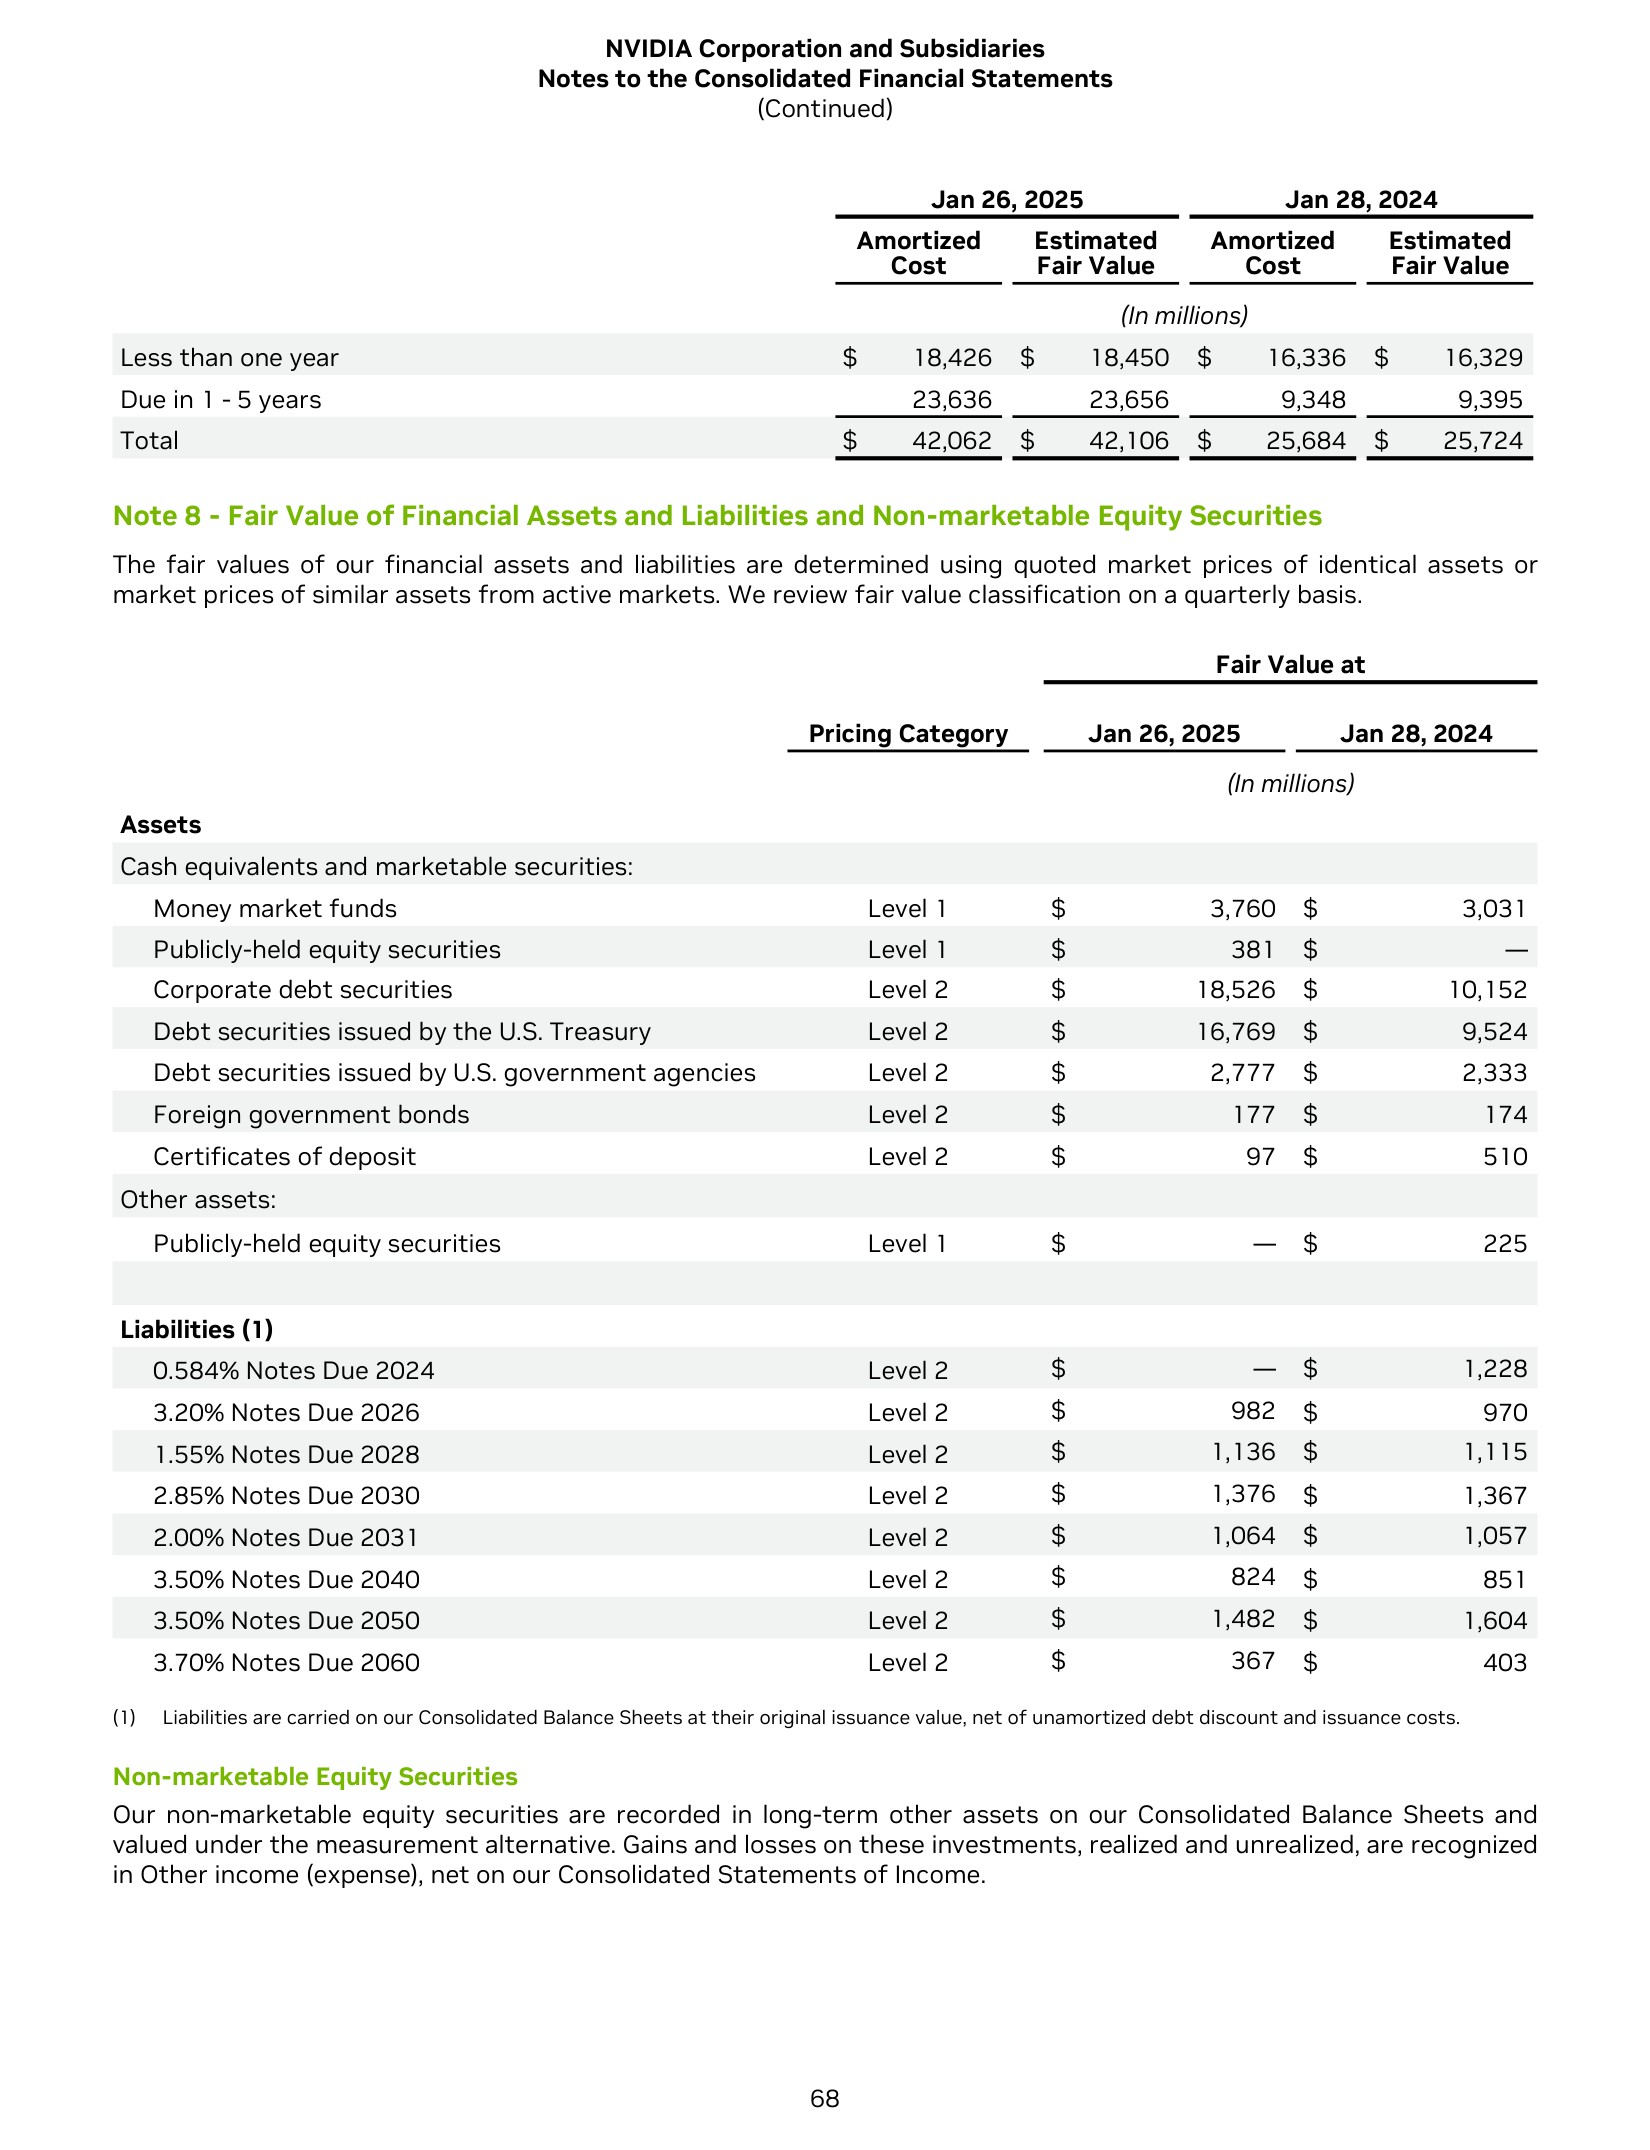 NVIDIA Corporation and Subsidiaries
Notes to the Consolidated Financial Statements
(Continued)
Jan 26, 2025 Jan 28, 2024
Amortized Cost Estimated Fair Value Amortized Cost Estimated Fair Value
(In millions)
Less than one year $ 18,426 $ 18,450 $ 16,336 $ 16,329
Due in 1 - 5 years 23,636 23,656 9,348 9,395
Total $ 42,062 $ 42,106 $ 25,684 $ 25,724
Note 8 - Fair Value of Financial Assets and Liabilities and Non-marketable Equity Securities
The fair values of our financial assets and liabilities are determined using quoted market prices of identical assets or
market prices of similar assets from active markets. We review fair value classification on a quarterly basis.
Fair Value at
Pricing Category Jan 26, 2025 Jan 28, 2024
(In millions)
Assets
Cash equivalents and marketable securities:
Money market funds Level 1 $ 3,760 $ 3,031
Publicly-held equity securities Level 1 $ 381 $ —
Corporate debt securities Level 2 $ 18,526 $ 10,152
Debt securities issued by the U.S. Treasury Level 2 $ 16,769 $ 9,524
Debt securities issued by U.S. government agencies Level 2 $ 2,777 $ 2,333
Foreign government bonds Level 2 $ 177 $ 174
Certificates of deposit Level 2 $ 97 $ 510
Other assets:
Publicly-held equity securities Level 1 $ — $ 225
Liabilities (1)
0.584% Notes Due 2024 Level 2 $ — $ 1,228
3.20% Notes Due 2026 Level 2 $ 982 $ 970
1.55% Notes Due 2028 Level 2 $ 1,136 $ 1,115
2.85% Notes Due 2030 Level 2 $ 1,376 $ 1,367
2.00% Notes Due 2031 Level 2 $ 1,064 $ 1,057
3.50% Notes Due 2040 Level 2 $ 824 $ 851
3.50% Notes Due 2050 Level 2 $ 1,482 $ 1,604
3.70% Notes Due 2060 Level 2 $ 367 $ 403
(1) Liabilities are carried on our Consolidated Balance Sheets at their original issuance value, net of unamortized debt discount and issuance costs.
Non-marketable Equity Securities
Our non-marketable equity securities are recorded in long-term other assets on our Consolidated Balance Sheets and
valued under the measurement alternative. Gains and losses on these investments, realized and unrealized, are recognized
in Other income (expense), net on our Consolidated Statements of Income.
68